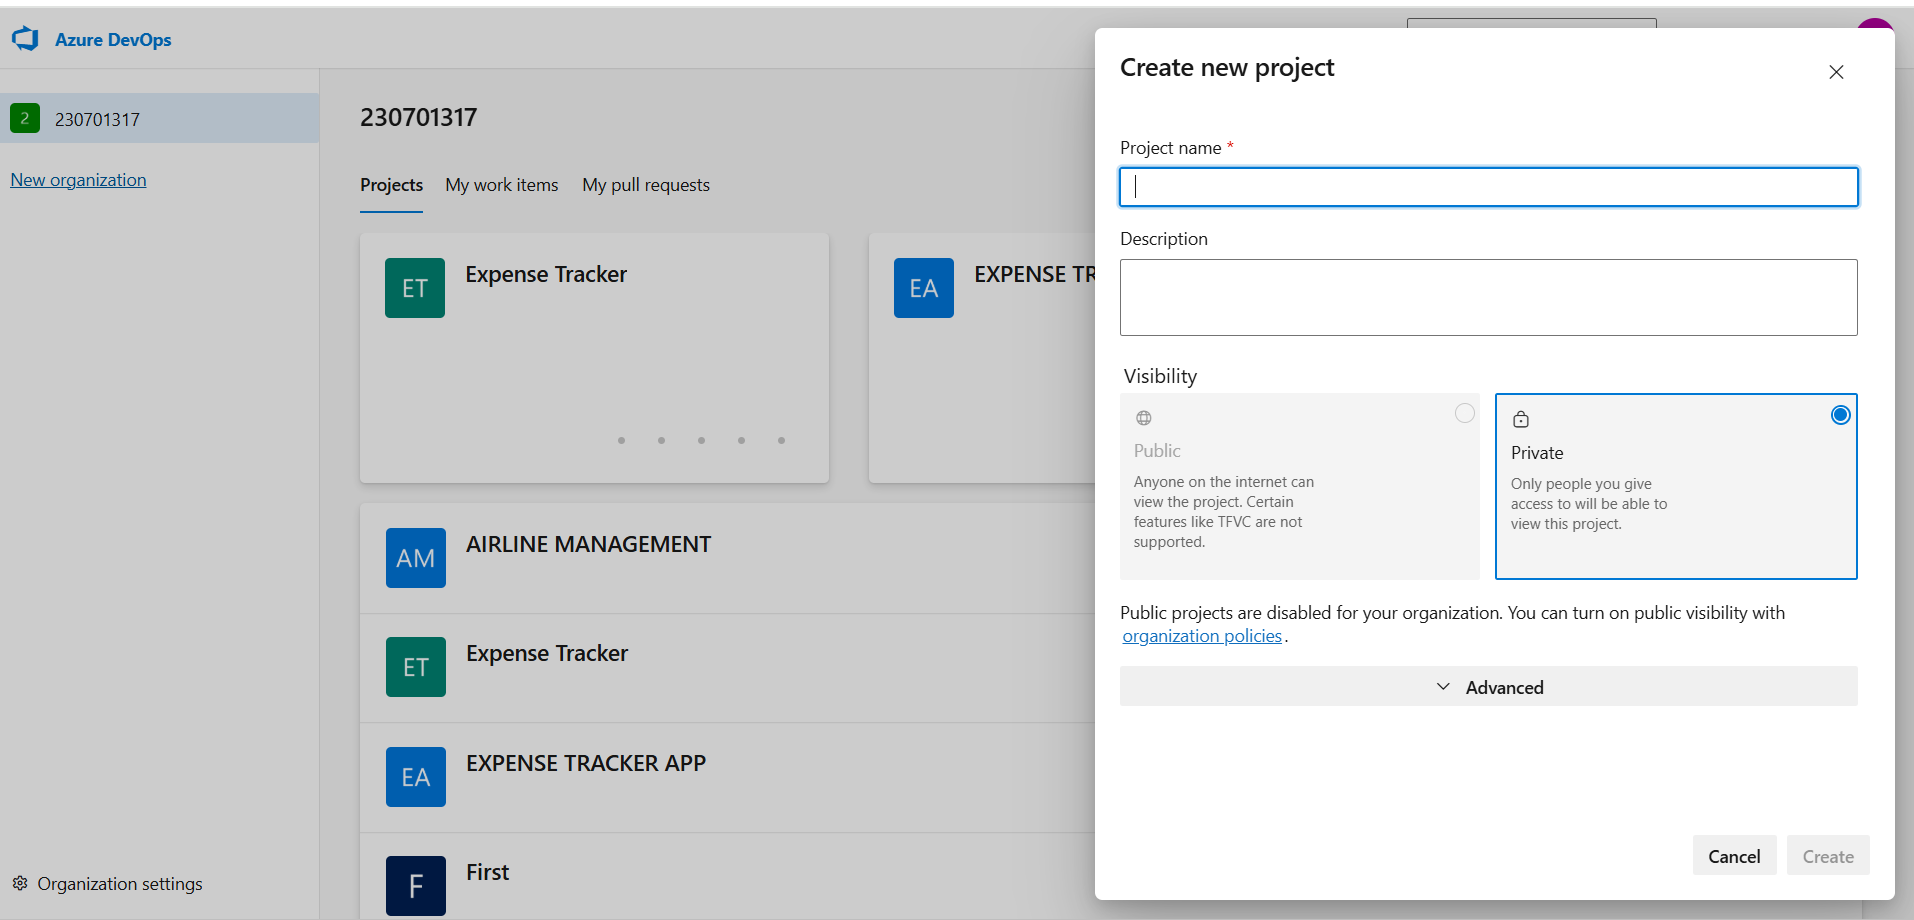 Azure DevOps
2 230701317
New organization
Organization settings
230701317
Projects My work items My pull requests
ET Expense Tracker
EA EXPENSE TR
AM AIRLINE MANAGEMENT
ET Expense Tracker
EA EXPENSE TRACKER APP
F First
Create new project
Project name *
Description
Visibility
Public
Anyone on the internet can
view the project. Certain
features like TFVC are not
supported.
Private
Only people you give
access to will be able to
view this project.
Public projects are disabled for your organization. You can turn on public visibility with
organization policies.
Advanced
Cancel Create